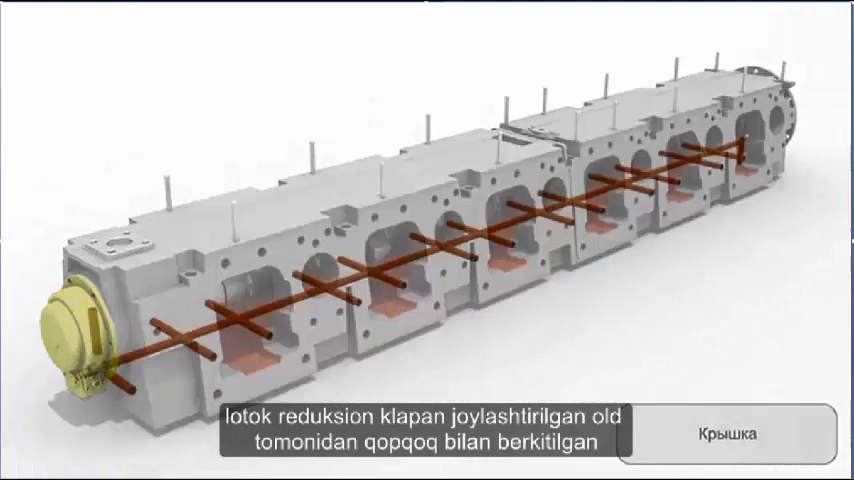 lotok reduksion klapan joylashtirilgan old
tomonidan qopqoq bilan berkitilgan
Крышка